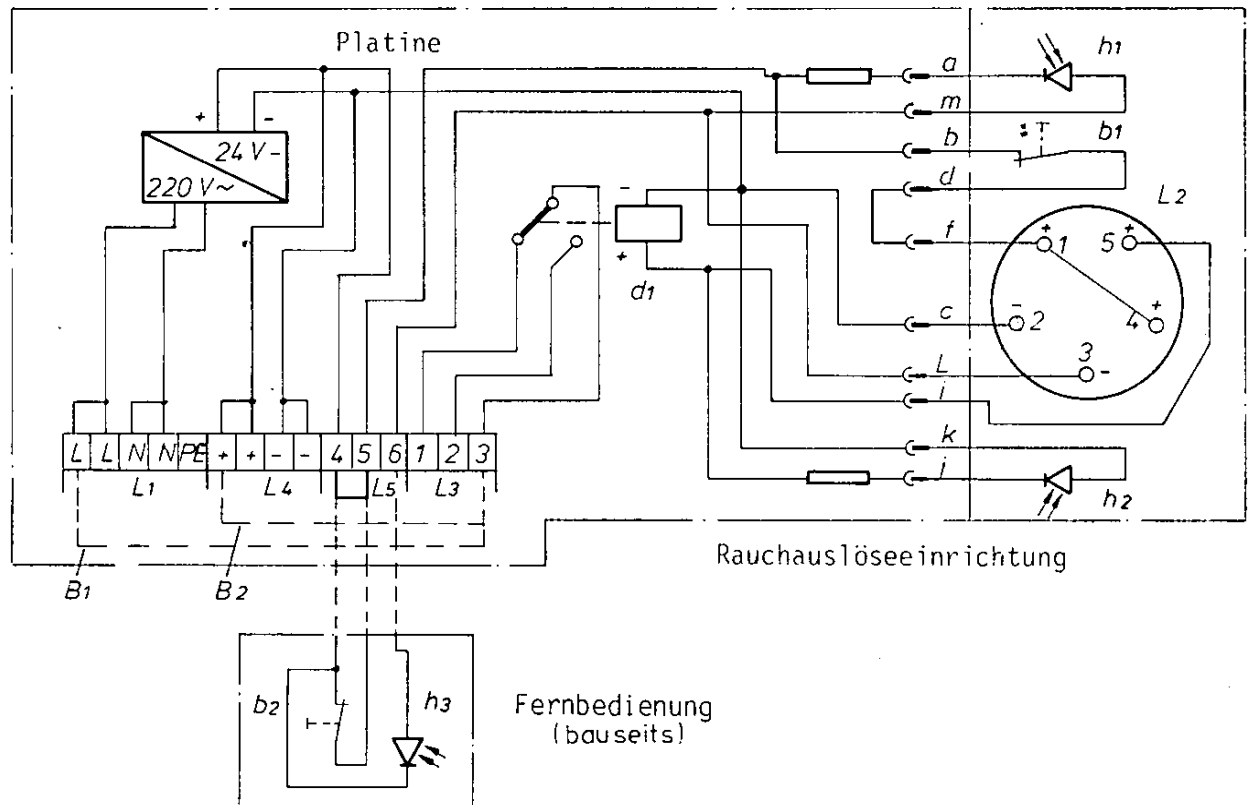 Platine
+ -
24 V-
220 V~
a
h1
m
b
b1
d
L2
f
+ 1
5 +
-
+
d1
c
- 2
+ 4
3 -
L
i
k
j
h2
L L N N PE + + - - 4 5 6 1 2 3
L1 L4 L5 L3
B1 B2
Rauchauslöseeinrichtung
b2
h3
Fernbedienung
(bauseits)